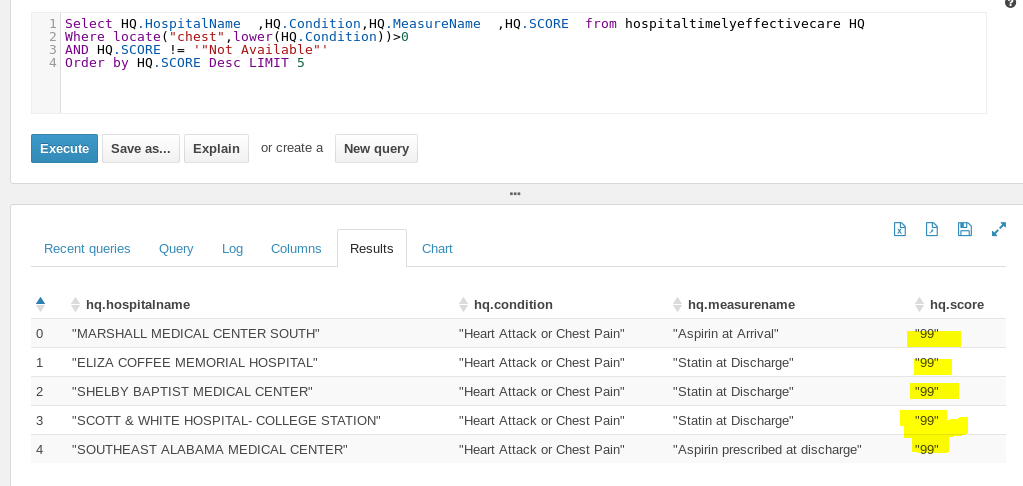 1 Select HQ.HospitalName  ,HQ.Condition,HQ.MeasureName  ,HQ.SCORE  from hospitaltimelyeffectivecare HQ
2 Where locate("chest",lower(HQ.Condition))>0
3 AND HQ.SCORE != '"Not Available"'
4 Order by HQ.SCORE Desc LIMIT 5
Execute Save as... Explain or create a New query
Recent queries Query Log Columns Results Chart
hq.hospitalname hq.condition hq.measurename hq.score
0 "MARSHALL MEDICAL CENTER SOUTH" "Heart Attack or Chest Pain" "Aspirin at Arrival" "99"
1 "ELIZA COFFEE MEMORIAL HOSPITAL" "Heart Attack or Chest Pain" "Statin at Discharge" "99"
2 "SHELBY BAPTIST MEDICAL CENTER" "Heart Attack or Chest Pain" "Statin at Discharge" "99"
3 "SCOTT & WHITE HOSPITAL- COLLEGE STATION" "Heart Attack or Chest Pain" "Statin at Discharge" "99"
4 "SOUTHEAST ALABAMA MEDICAL CENTER" "Heart Attack or Chest Pain" "Aspirin prescribed at discharge" "99"